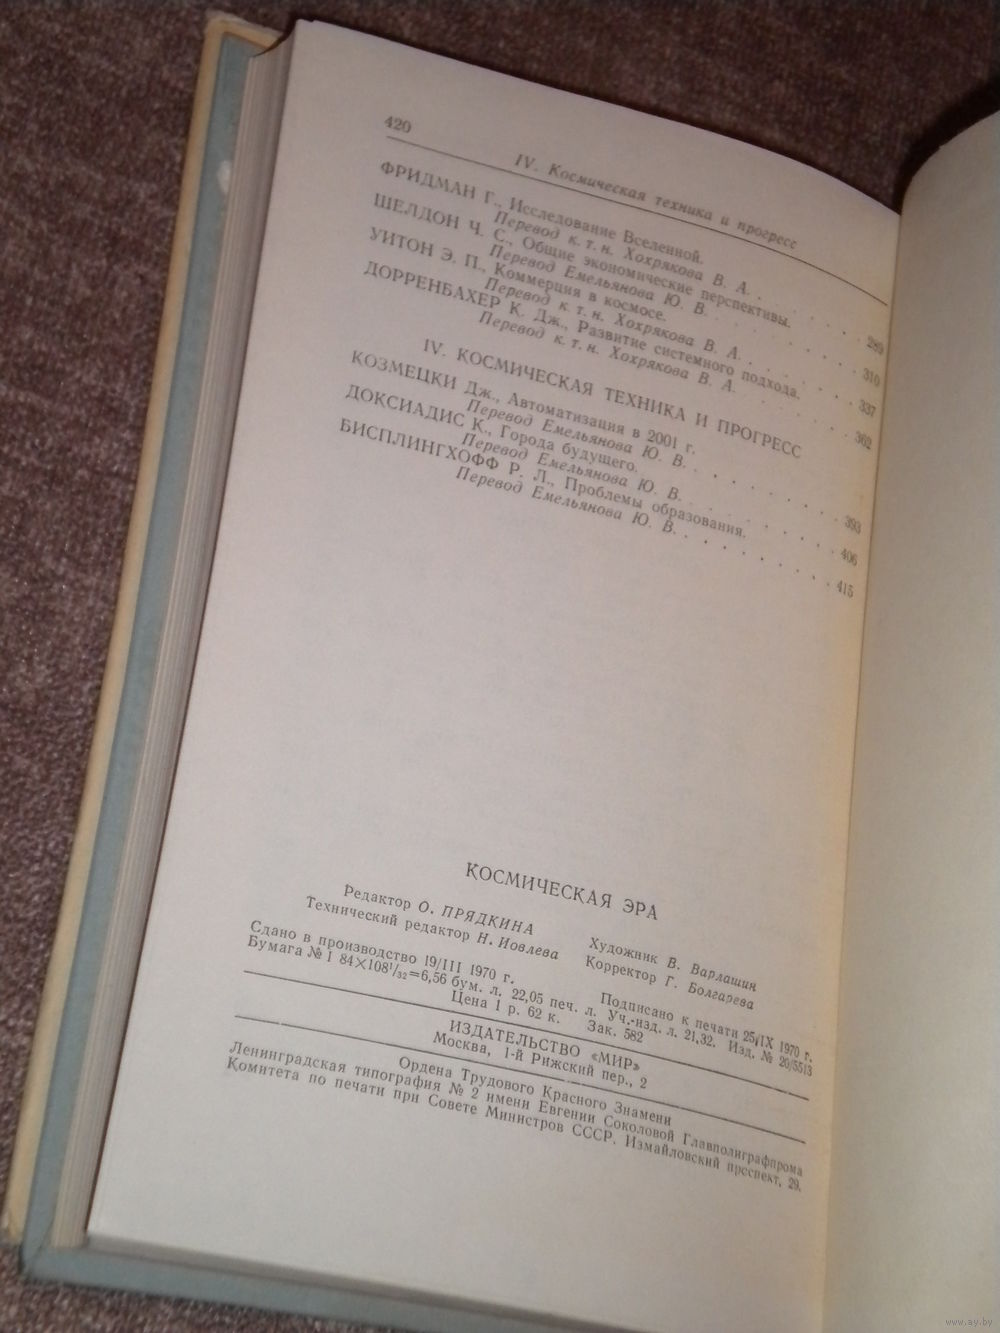 420
IV. Космическая техника и прогресс
ФРИДМАН Г., Исследование Вселенной.
Перевод к. т. н. Хохрякова В. А. . . . . . 289
ШЕЛДОН Ч. С., Общие экономические перспективы.
Перевод Емельянова Ю. В. . . . . . . . 310
УИТОН Э. П., Коммерция в космосе.
Перевод к. т. н. Хохрякова В. А. . . . . . 337
ДОРРЕНБАХЕР К. Дж., Развитие системного подхода.
Перевод к. т. н. Хохрякова В. А. . . . . . 362
IV. КОСМИЧЕСКАЯ ТЕХНИКА И ПРОГРЕСС
КОЗМЕЦКИ Дж., Автоматизация в 2001 г.
Перевод Емельянова Ю. В. . . . . . . . 393
ДОКСИАДИС К., Города будущего.
Перевод Емельянова Ю. В. . . . . . . . 406
БИСПЛИНГХОФФ Р. Л., Проблемы образования.
Перевод Емельянова Ю. В. . . . . . . . 415
КОСМИЧЕСКАЯ ЭРА
Редактор О. ПРЯДКИНА Художник В. Варлашин
Технический редактор Н. Иовлева Корректор Г. Болгарева
Сдано в производство 19/III 1970 г. Подписано к печати 25/IX 1970 г.
Бумага № 1 84×108¹/₃₂=6,56 бум. л. 22,05 печ. л. Уч.-изд. л. 21,32. Изд. № 20/5513
Цена 1 р. 62 к. Зак. 582
ИЗДАТЕЛЬСТВО «МИР»
Москва, 1-й Рижский пер., 2
Ордена Трудового Красного Знамени
Ленинградская типография № 2 имени Евгении Соколовой Главполиграфпрома
Комитета по печати при Совете Министров СССР. Измайловский проспект, 29.
www.ay.by